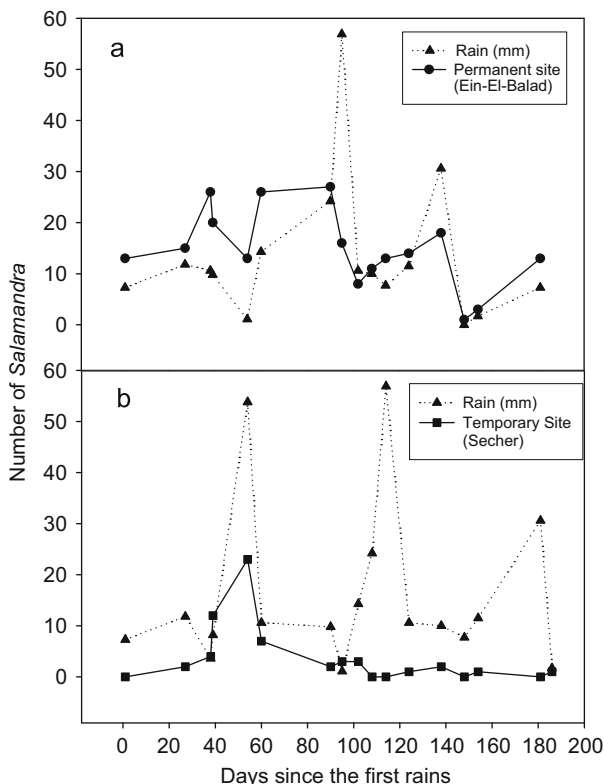 60
50
40
30
20
10
0
a
Rain (mm)
Permanent site
(Ein-El-Balad)
Number of Salamandra
60
50
40
30
20
10
0
b
Rain (mm)
Temporary Site
(Secher)
0 20 40 60 80 100 120 140 160 180 200
Days since the first rains